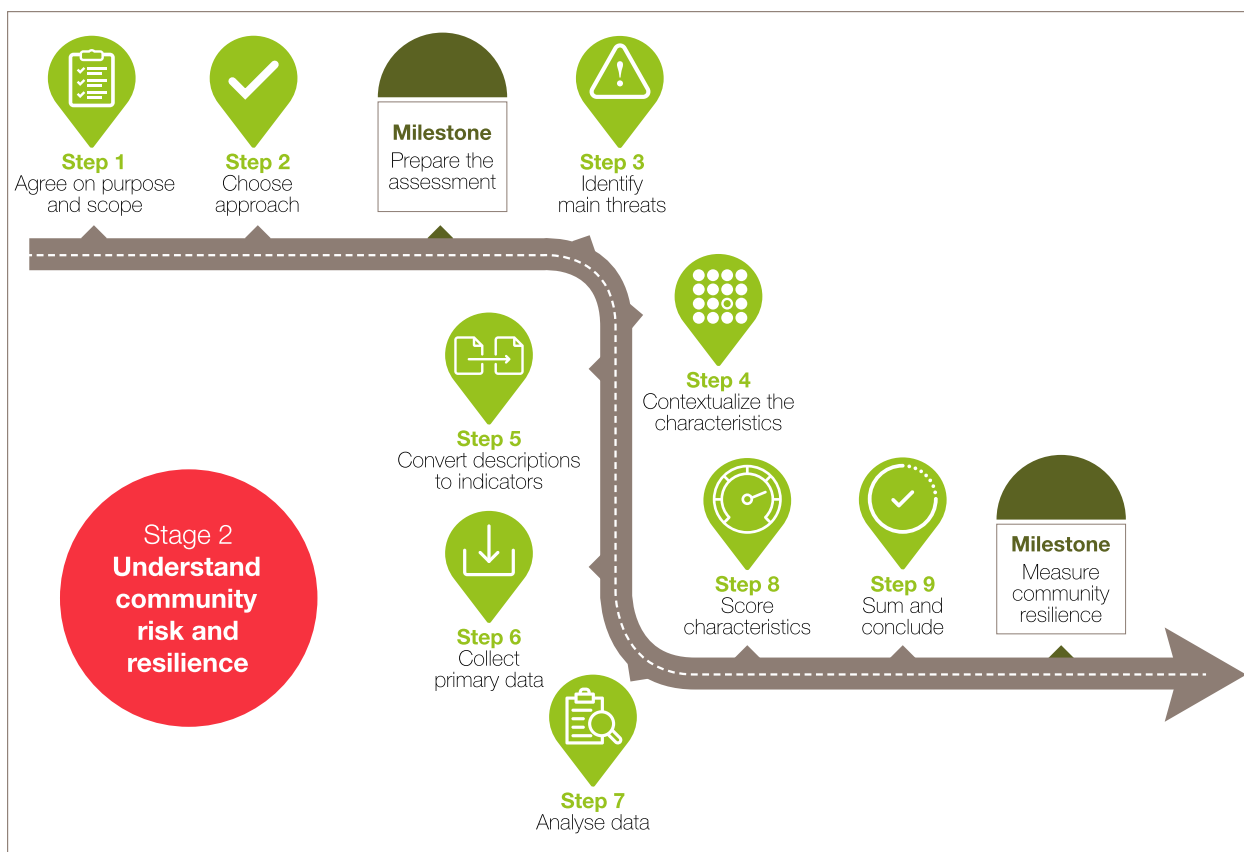 Step 1
Agree on purpose
and scope
Step 2
Choose
approach
Milestone
Prepare the
assessment
Step 3
Identify
main threats
Step 4
Contextualize the
characteristics
Step 5
Convert descriptions
to indicators
Stage 2
Understand
community
risk and
resilience
Step 6
Collect
primary data
Step 7
Analyse data
Step 8
Score
characteristics
Step 9
Sum and
conclude
Milestone
Measure
community
resilience